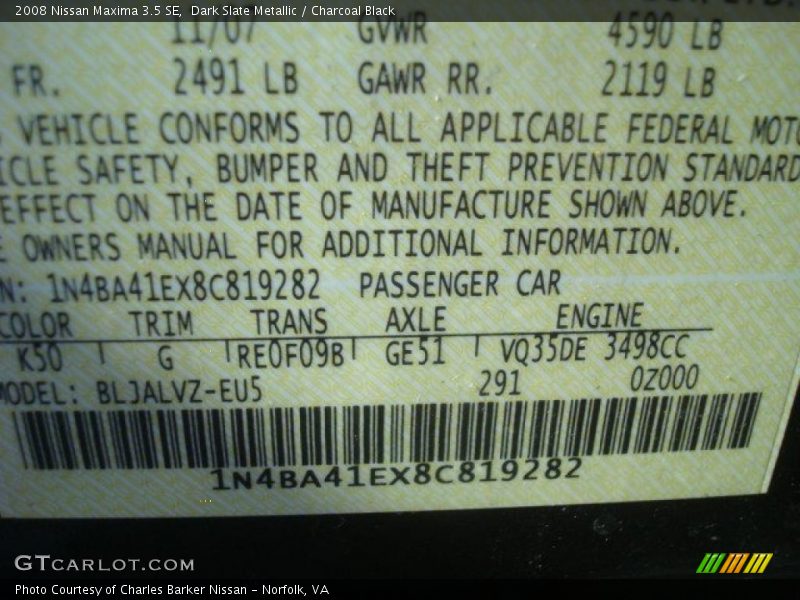 2008 Nissan Maxima 3.5 SE, Dark Slate Metallic / Charcoal Black
11/07 GVWR 4590 LB
FR. 2491 LB GAWR RR. 2119 LB
VEHICLE CONFORMS TO ALL APPLICABLE FEDERAL MOTO
ICLE SAFETY, BUMPER AND THEFT PREVENTION STANDARD
EFFECT ON THE DATE OF MANUFACTURE SHOWN ABOVE.
E OWNERS MANUAL FOR ADDITIONAL INFORMATION.
N: 1N4BA41EX8C819282 PASSENGER CAR
COLOR TRIM TRANS AXLE ENGINE
K50 G RE0F09B GE51 VQ35DE 3498CC
MODEL: BLJALVZ-EU5 291 0Z000
1N4BA41EX8C819282
GTCARLOT.COM
Photo Courtesy of Charles Barker Nissan - Norfolk, VA